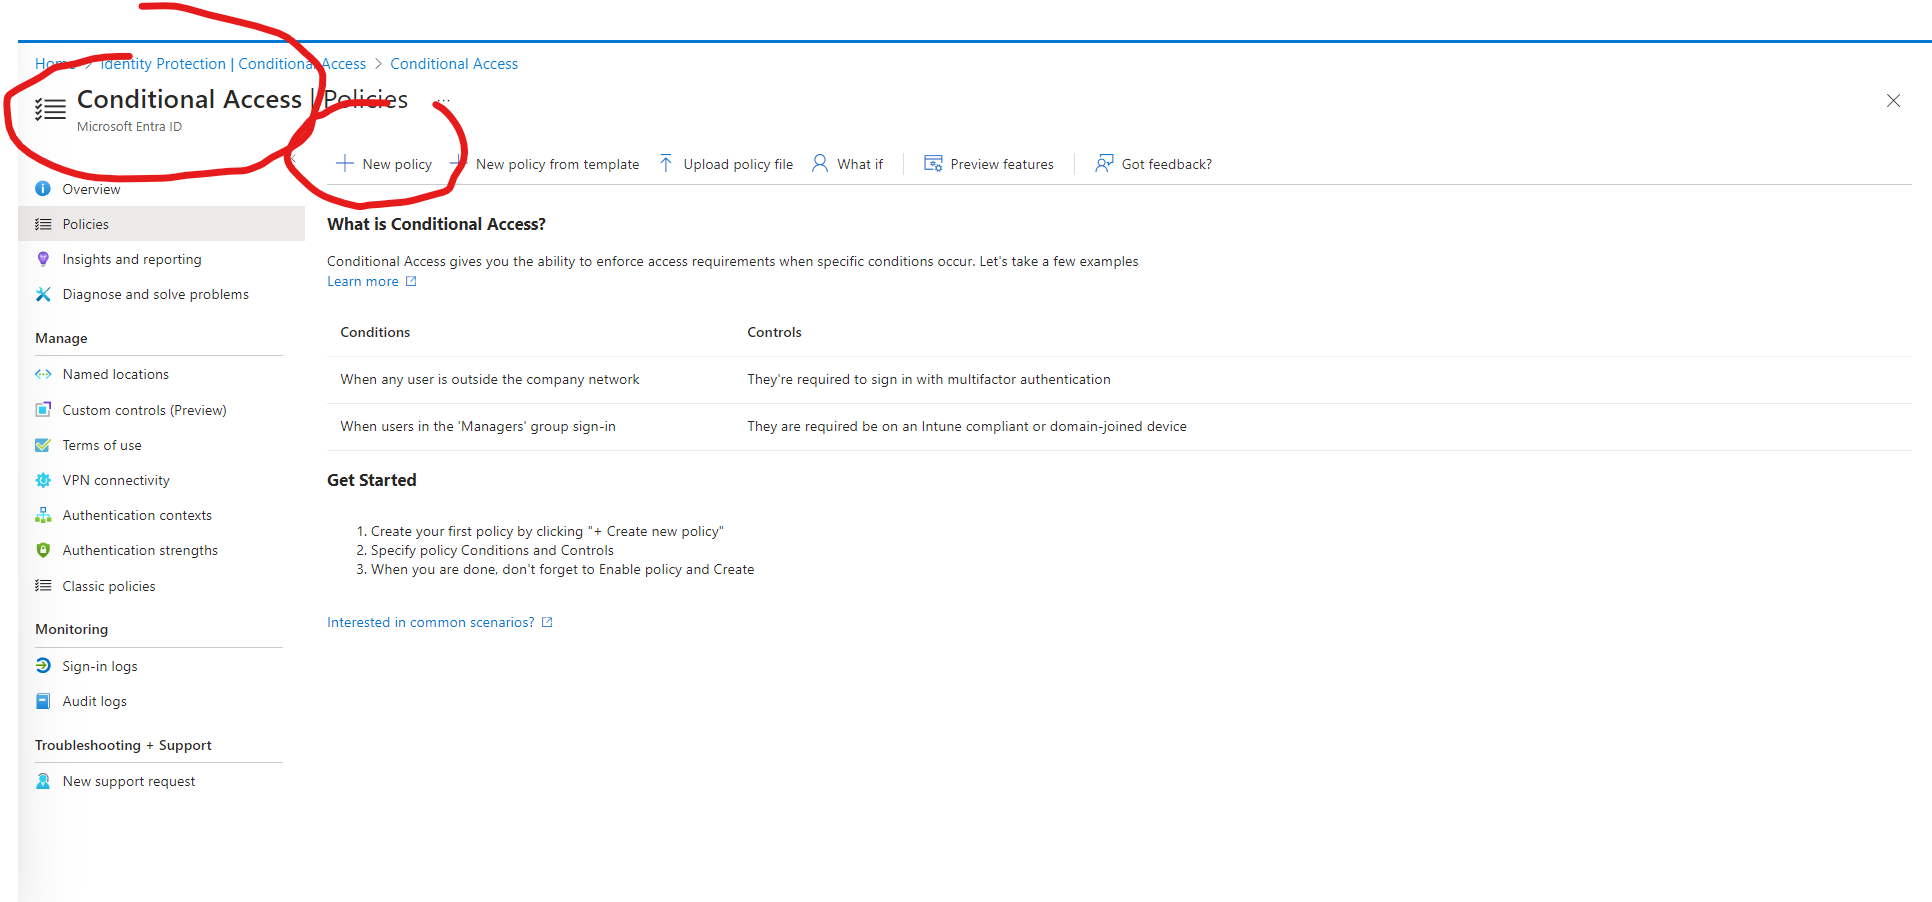 Home > Identity Protection | Conditional Access > Conditional Access
Conditional Access | Policies ...
Microsoft Entra ID
New policy New policy from template Upload policy file What if Preview features Got feedback?
Overview
Policies
Insights and reporting
Diagnose and solve problems
Manage
Named locations
Custom controls (Preview)
Terms of use
VPN connectivity
Authentication contexts
Authentication strengths
Classic policies
Monitoring
Sign-in logs
Audit logs
Troubleshooting + Support
New support request
What is Conditional Access?
Conditional Access gives you the ability to enforce access requirements when specific conditions occur. Let's take a few examples
Learn more
Conditions Controls
When any user is outside the company network They're required to sign in with multifactor authentication
When users in the 'Managers' group sign-in They are required be on an Intune compliant or domain-joined device
Get Started
1. Create your first policy by clicking "+ Create new policy"
2. Specify policy Conditions and Controls
3. When you are done, don't forget to Enable policy and Create
Interested in common scenarios?